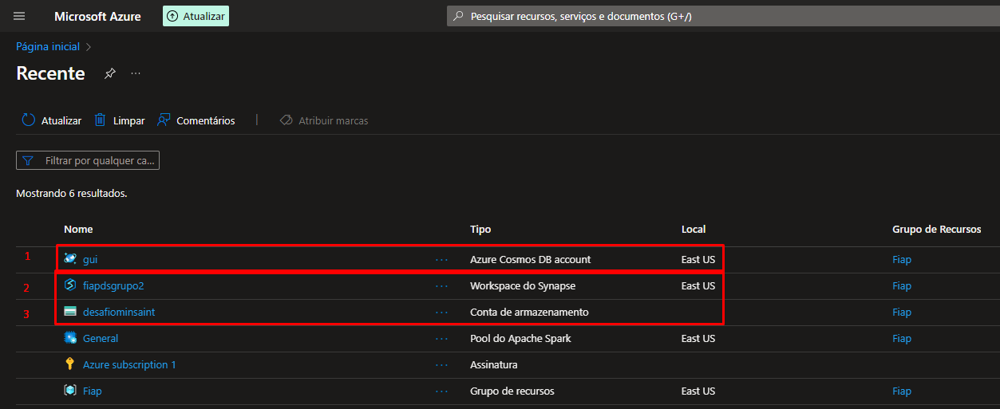 Microsoft Azure Atualizar Pesquisar recursos, serviços e documentos (G+/)
Página inicial >
Recente ...
Atualizar Limpar Comentários | Atribuir marcas
Filtrar por qualquer ca...
Mostrando 6 resultados.
Nome Tipo Local Grupo de Recursos
1 gui ... Azure Cosmos DB account East US Fiap
2 fiapdsgrupo2 ... Workspace do Synapse East US Fiap
3 desafiominsaint ... Conta de armazenamento Fiap
General ... Pool do Apache Spark East US Fiap
Azure subscription 1 ... Assinatura
Fiap ... Grupo de recursos East US Fiap